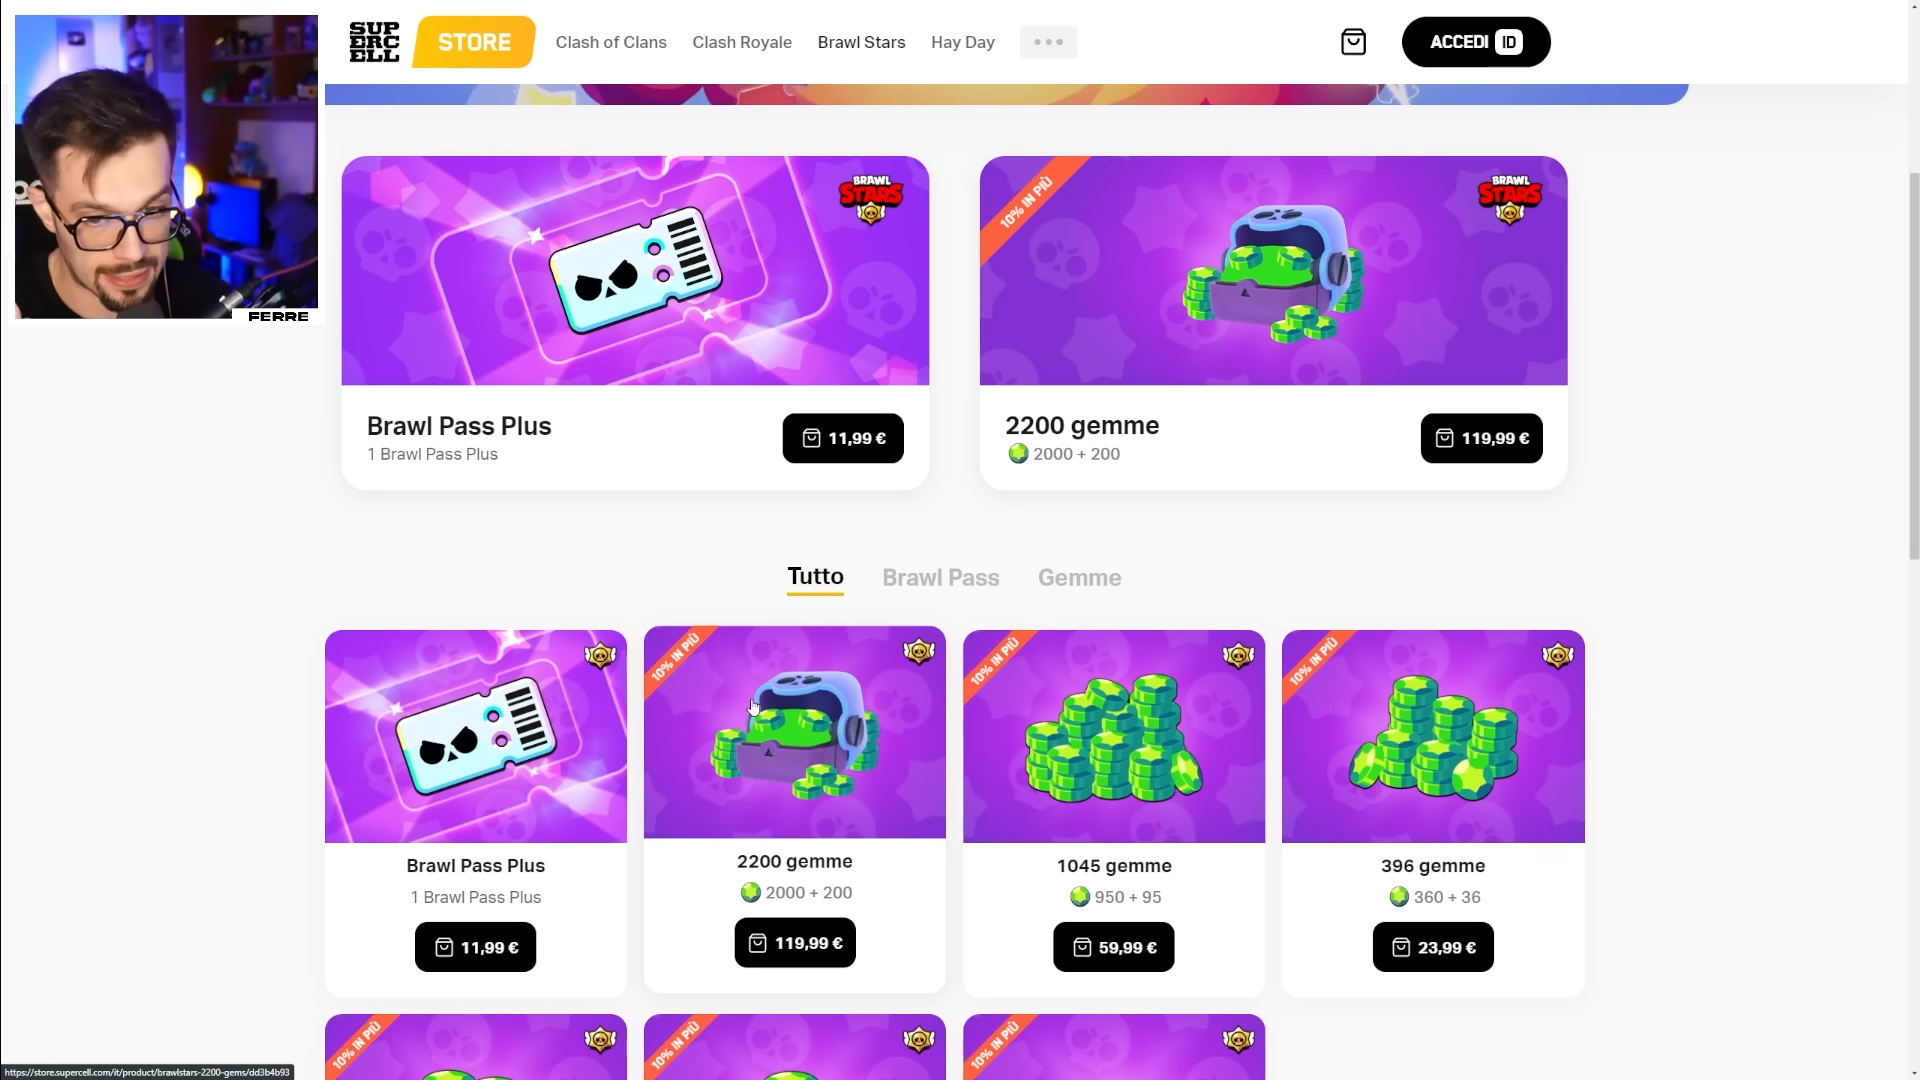 SUP
ERC
ELL
STORE
Clash of Clans
Clash Royale
Brawl Stars
Hay Day
ACCEDI ID
FERRE
BRAWL
STARS
10% IN PIÙ
BRAWL
STARS
Brawl Pass Plus
1 Brawl Pass Plus
11,99 €
2200 gemme
2000 + 200
119,99 €
Tutto
Brawl Pass
Gemme
10% IN PIÙ
10% IN PIÙ
10% IN PIÙ
Brawl Pass Plus
1 Brawl Pass Plus
11,99 €
2200 gemme
2000 + 200
119,99 €
1045 gemme
950 + 95
59,99 €
396 gemme
360 + 36
23,99 €
10% IN PIÙ
10% IN PIÙ
10% IN PIÙ
https://store.supercell.com/it/product/brawlstars-2200-gems/dd3b4b93